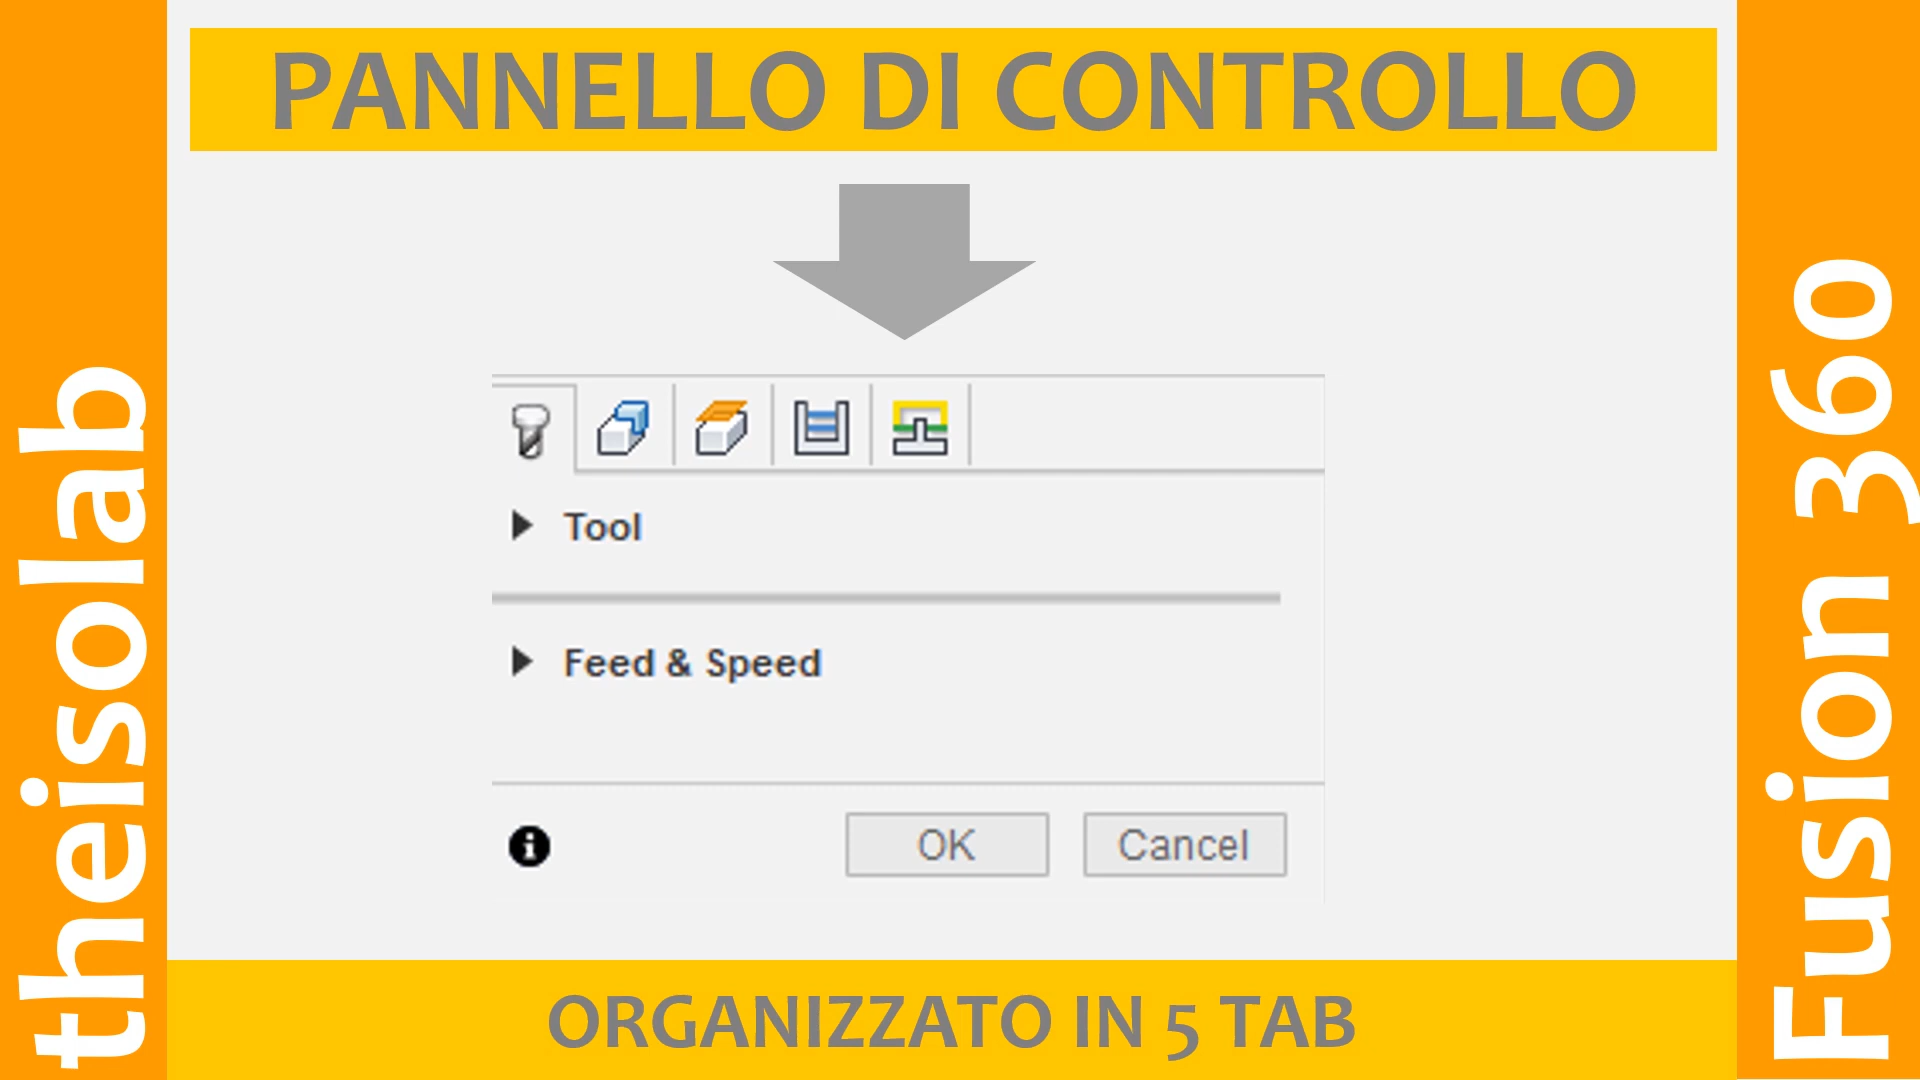 PANNELLO DI CONTROLLO
theisolab
Fusion 360
Tool
Feed & Speed
OK
Cancel
ORGANIZZATO IN 5 TAB